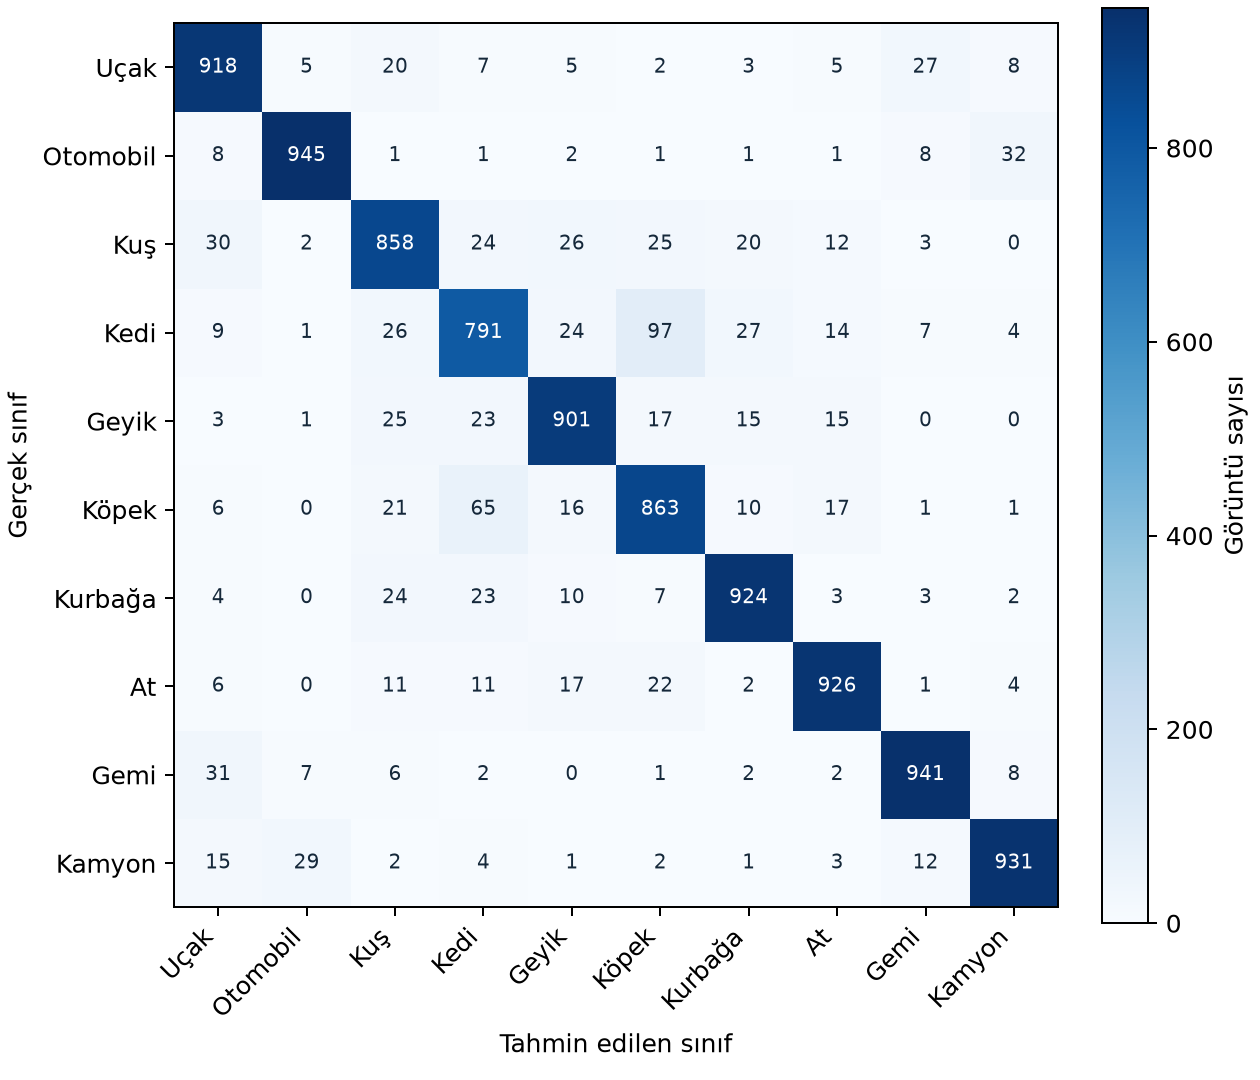 Uçak 918 5 20 7 5 2 3 5 27 8
Otomobil 8 945 1 1 2 1 1 1 8 32
Kuş 30 2 858 24 26 25 20 12 3 0
Kedi 9 1 26 791 24 97 27 14 7 4
Geyik 3 1 25 23 901 17 15 15 0 0
Köpek 6 0 21 65 16 863 10 17 1 1
Kurbağa 4 0 24 23 10 7 924 3 3 2
At 6 0 11 11 17 22 2 926 1 4
Gemi 31 7 6 2 0 1 2 2 941 8
Kamyon 15 29 2 4 1 2 1 3 12 931
Uçak Otomobil Kuş Kedi Geyik Köpek Kurbağa At Gemi Kamyon
Tahmin edilen sınıf
Gerçek sınıf
800
600
400
200
0
Görüntü sayısı